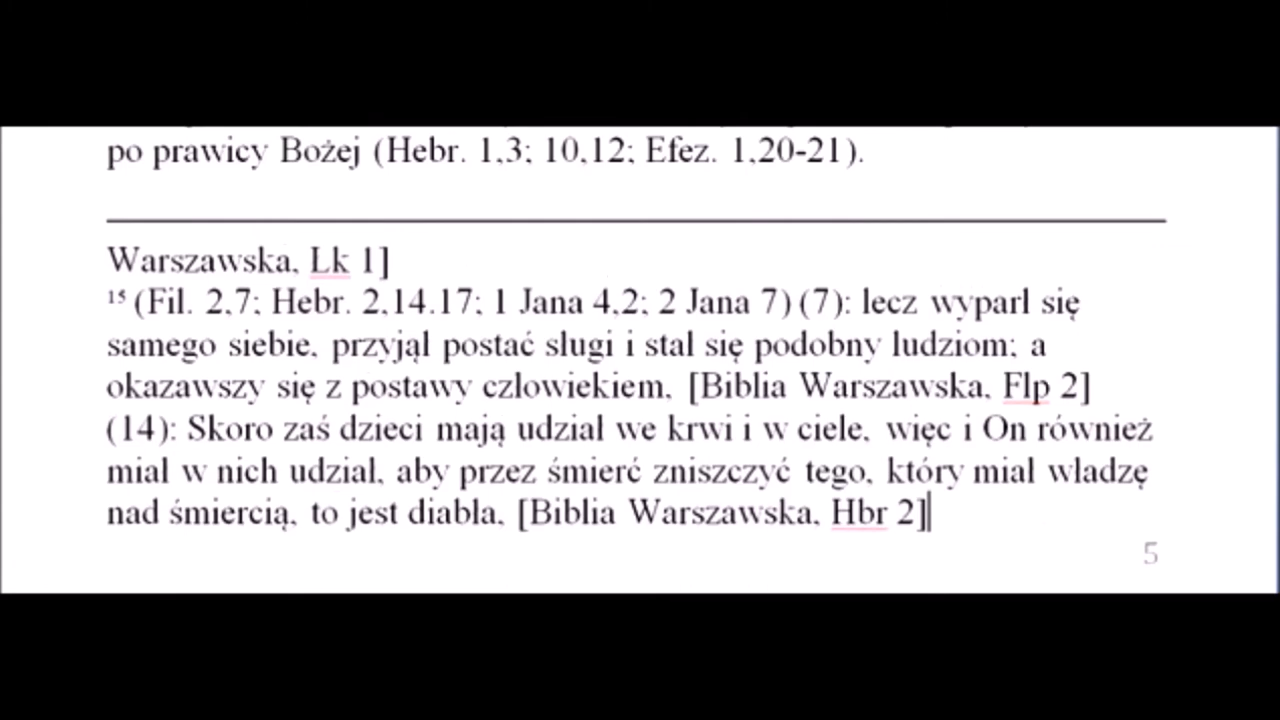 po prawicy Bożej (Hebr. 1,3; 10,12; Efez. 1,20-21).
Warszawska, Lk 1]
15 (Fil. 2,7; Hebr. 2,14.17; 1 Jana 4,2; 2 Jana 7) (7): lecz wyparł się
samego siebie, przyjął postać sługi i stał się podobny ludziom; a
okazawszy się z postawy człowiekiem, [Biblia Warszawska, Flp 2]
(14): Skoro zaś dzieci mają udział we krwi i w ciele, więc i On również
miał w nich udział, aby przez śmierć zniszczyć tego, który miał władzę
nad śmiercią, to jest diabła, [Biblia Warszawska, Hbr 2]
5